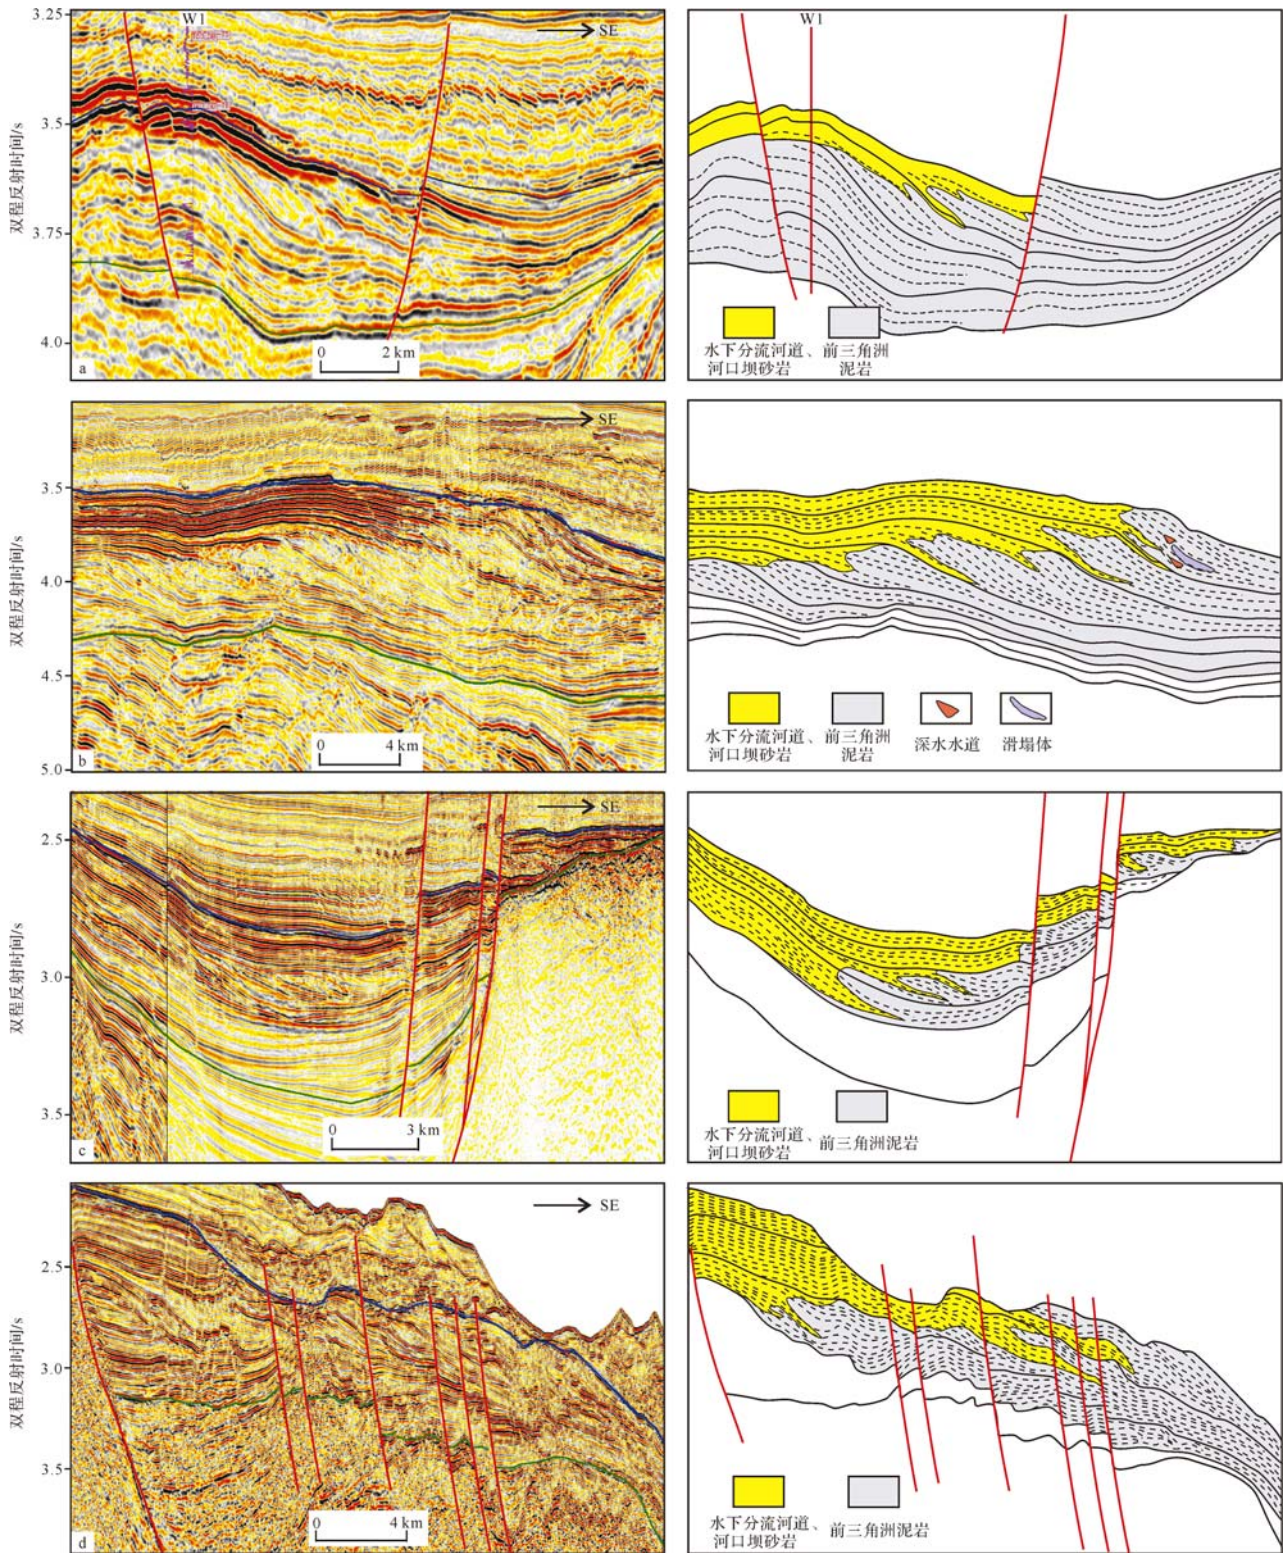 3.25
W1
SE
3.5
3.75
4.0
双程反射时间/s
0 2 km
a
W1
水下分流河道、
河口坝砂岩
前三角洲
泥岩
SE
3.5
4.0
4.5
5.0
双程反射时间/s
0 4 km
b
水下分流河道、
河口坝砂岩
前三角洲
泥岩
深水水道
滑塌体
SE
2.5
3.0
3.5
双程反射时间/s
0 3 km
c
水下分流河道、
河口坝砂岩
前三角洲泥岩
SE
2.5
3.0
3.5
双程反射时间/s
0 4 km
d
水下分流河道、
河口坝砂岩
前三角洲泥岩